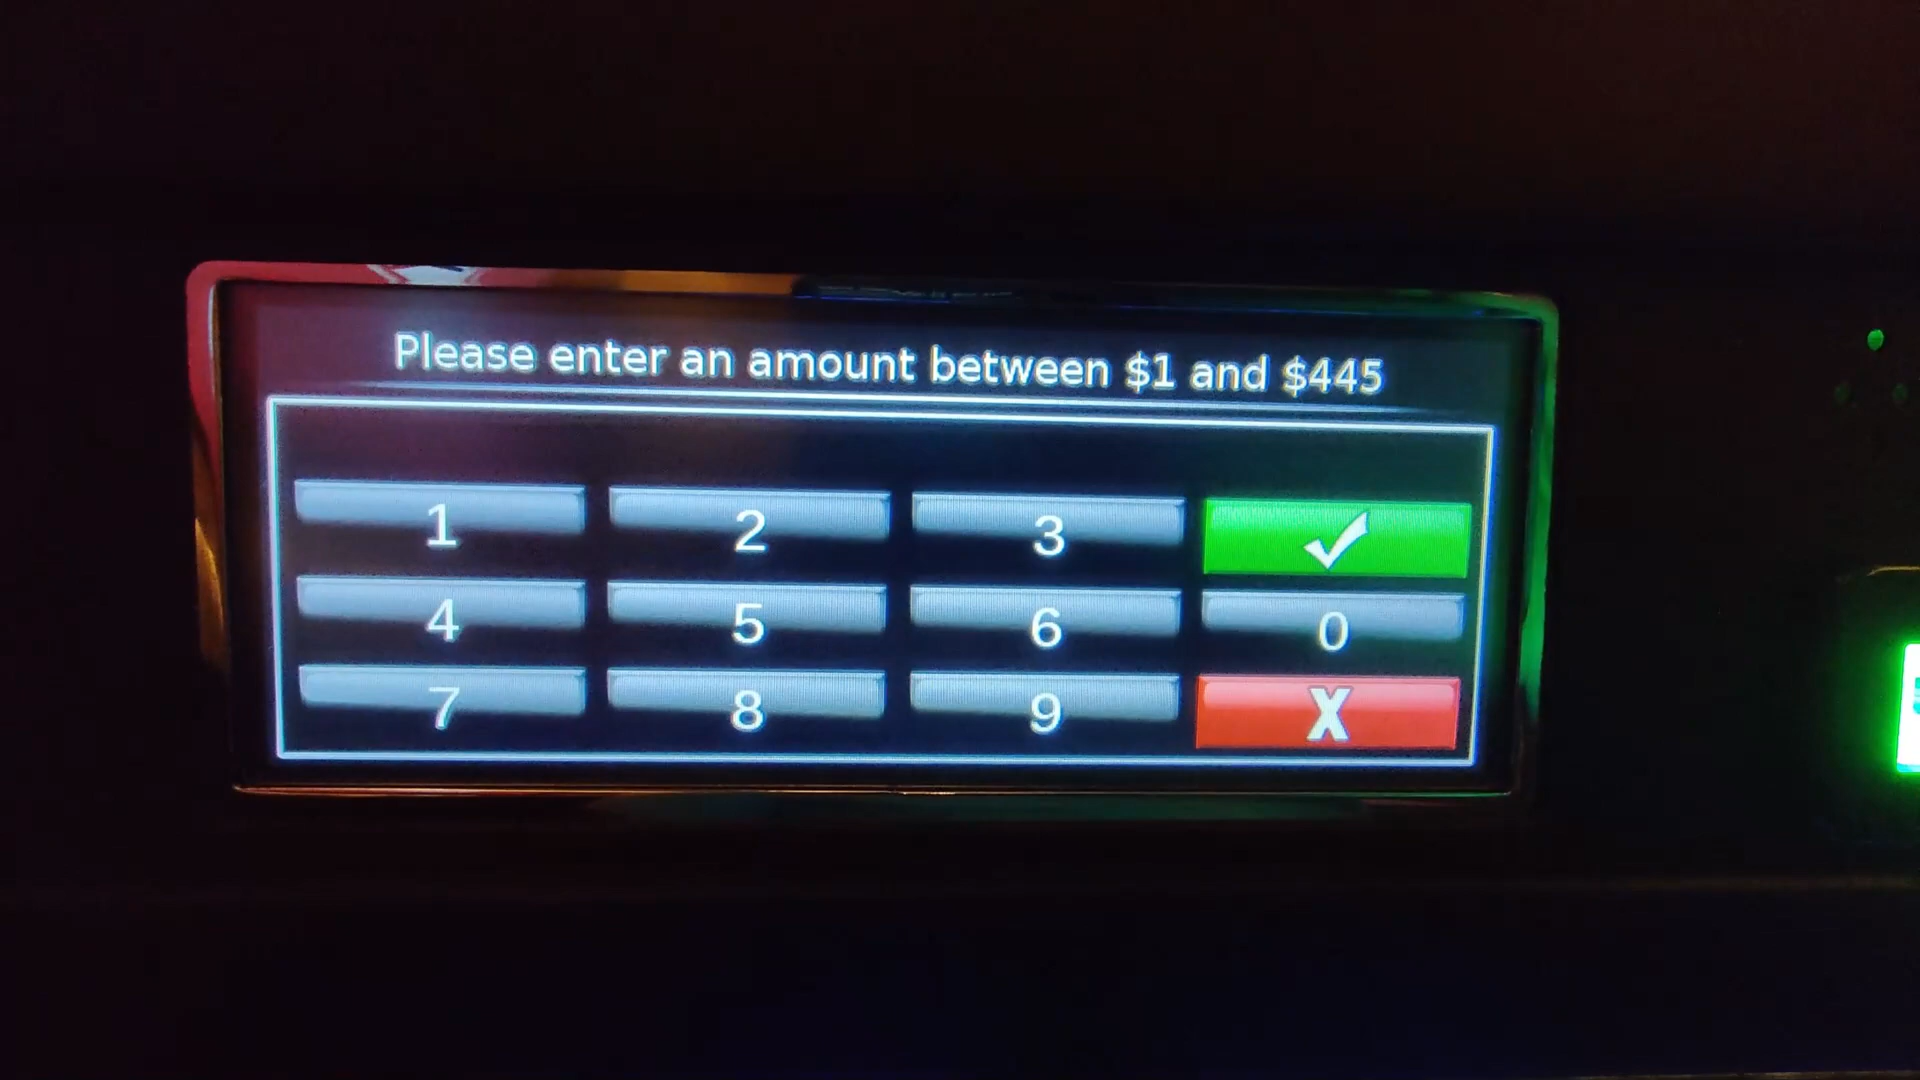 Please enter an amount between $1 and $445
1 2 3 ✓
4 5 6 0
7 8 9 X